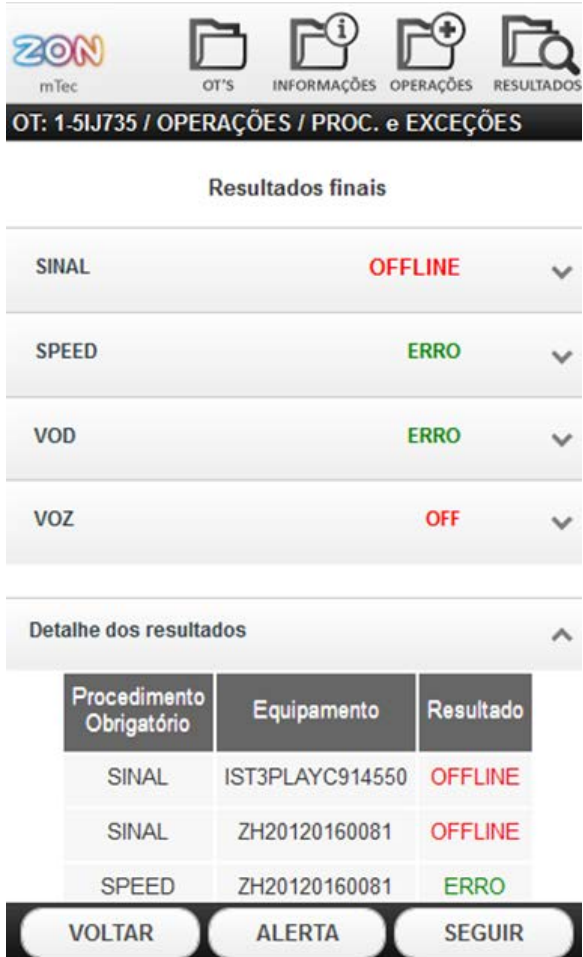 ZON
mTec
OT'S
INFORMAÇÕES
OPERAÇÕES
RESULTADOS
OT: 1-5IJ735 / OPERAÇÕES / PROC. e EXCEÇÕES
Resultados finais
SINAL OFFLINE
SPEED ERRO
VOD ERRO
VOZ OFF
Detalhe dos resultados
Procedimento Obrigatório Equipamento Resultado
SINAL IST3PLAYC914550 OFFLINE
SINAL ZH20120160081 OFFLINE
SPEED ZH20120160081 ERRO
VOLTAR ALERTA SEGUIR